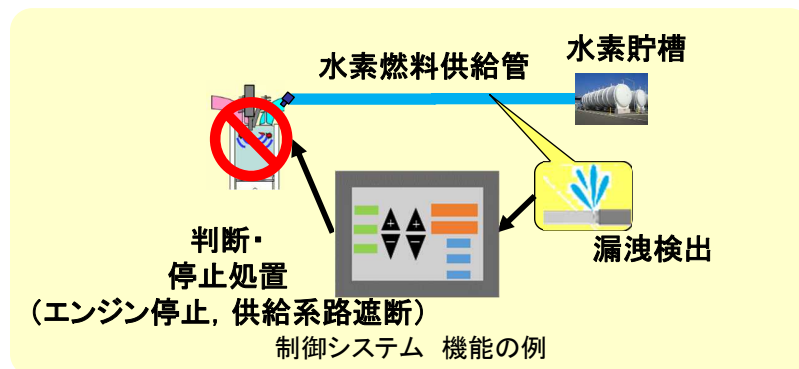 水素貯槽
水素燃料供給管
漏洩検出
判断・
停止処置
(エンジン停止, 供給系路遮断)
制御システム 機能の例